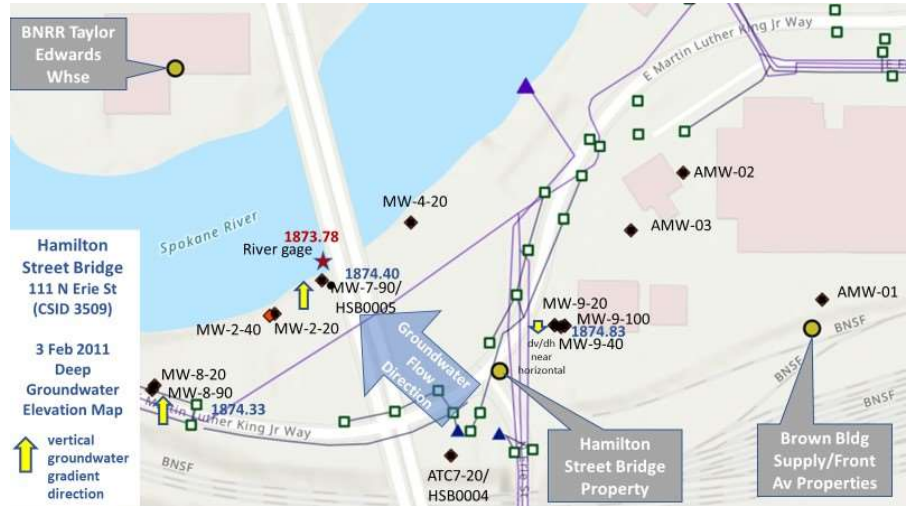 BNRR Taylor
Edwards
Whse
E Martin Luther King Jr Way
AMW-02
MW-4-20
AMW-03
Spokane River
1873.78
River gage
1874.40
MW-7-90/
HSB0005
AMW-01
Hamilton
Street Bridge
111 N Erie St
(CSID 3509)
3 Feb 2011
Deep
Groundwater
Elevation Map
vertical
groundwater
gradient
direction
MW-2-40
MW-2-20
MW-9-20
MW-9-100
1874.83
MW-9-40
dv/dh
near
horizontal
Groundwater
Flow
Direction
BNSF
BNSF
BNSF
MW-8-20
MW-8-90
1874.33
Martin Luther King Jr Way
BNSF
ATC7-20/
HSB0004
Hamilton
Street Bridge
Property
Brown Bldg
Supply/Front
Av Properties